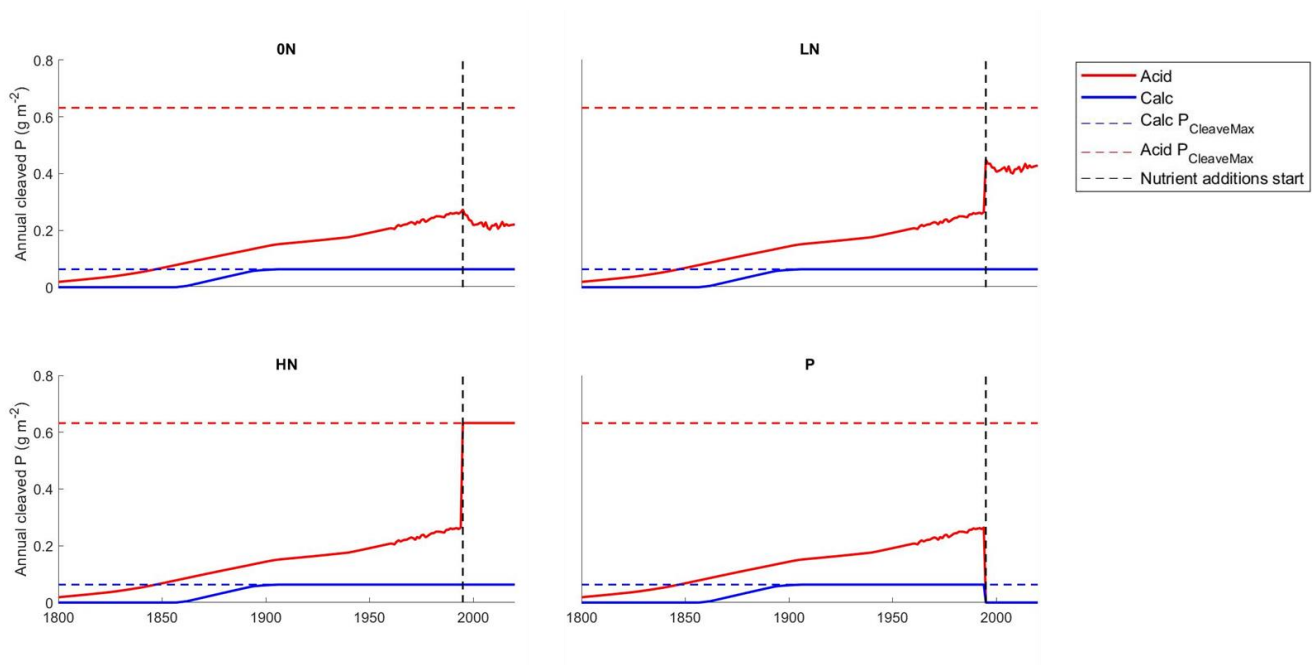 0N
LN
Annual cleaved P (g m-2)
0.8
0.6
0.4
0.2
0
Acid
Calc
Calc PCleaveMax
Acid PCleaveMax
Nutrient additions start
HN
P
Annual cleaved P (g m-2)
0.8
0.6
0.4
0.2
0
1800 1850 1900 1950 2000
1800 1850 1900 1950 2000